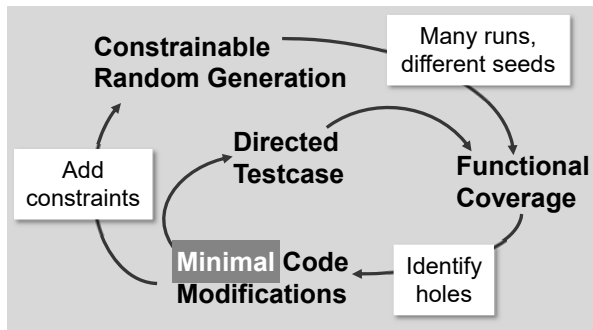 Constrainable
Random Generation
Many runs,
different seeds
Directed
Testcase
Functional
Coverage
Add
constraints
Minimal Code
Modifications
Identify
holes